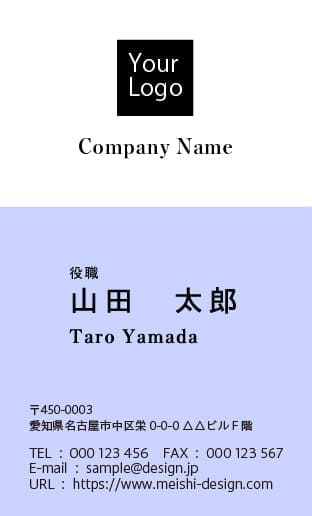 Your
Logo
Company Name
役職
山田　太郎
Taro Yamada
〒450-0003
愛知県名古屋市中区栄 0-0-0 △△ビル F 階
TEL : 000 123 456　FAX : 000 123 567
E-mail : sample@design.jp
URL : https://www.meishi-design.com